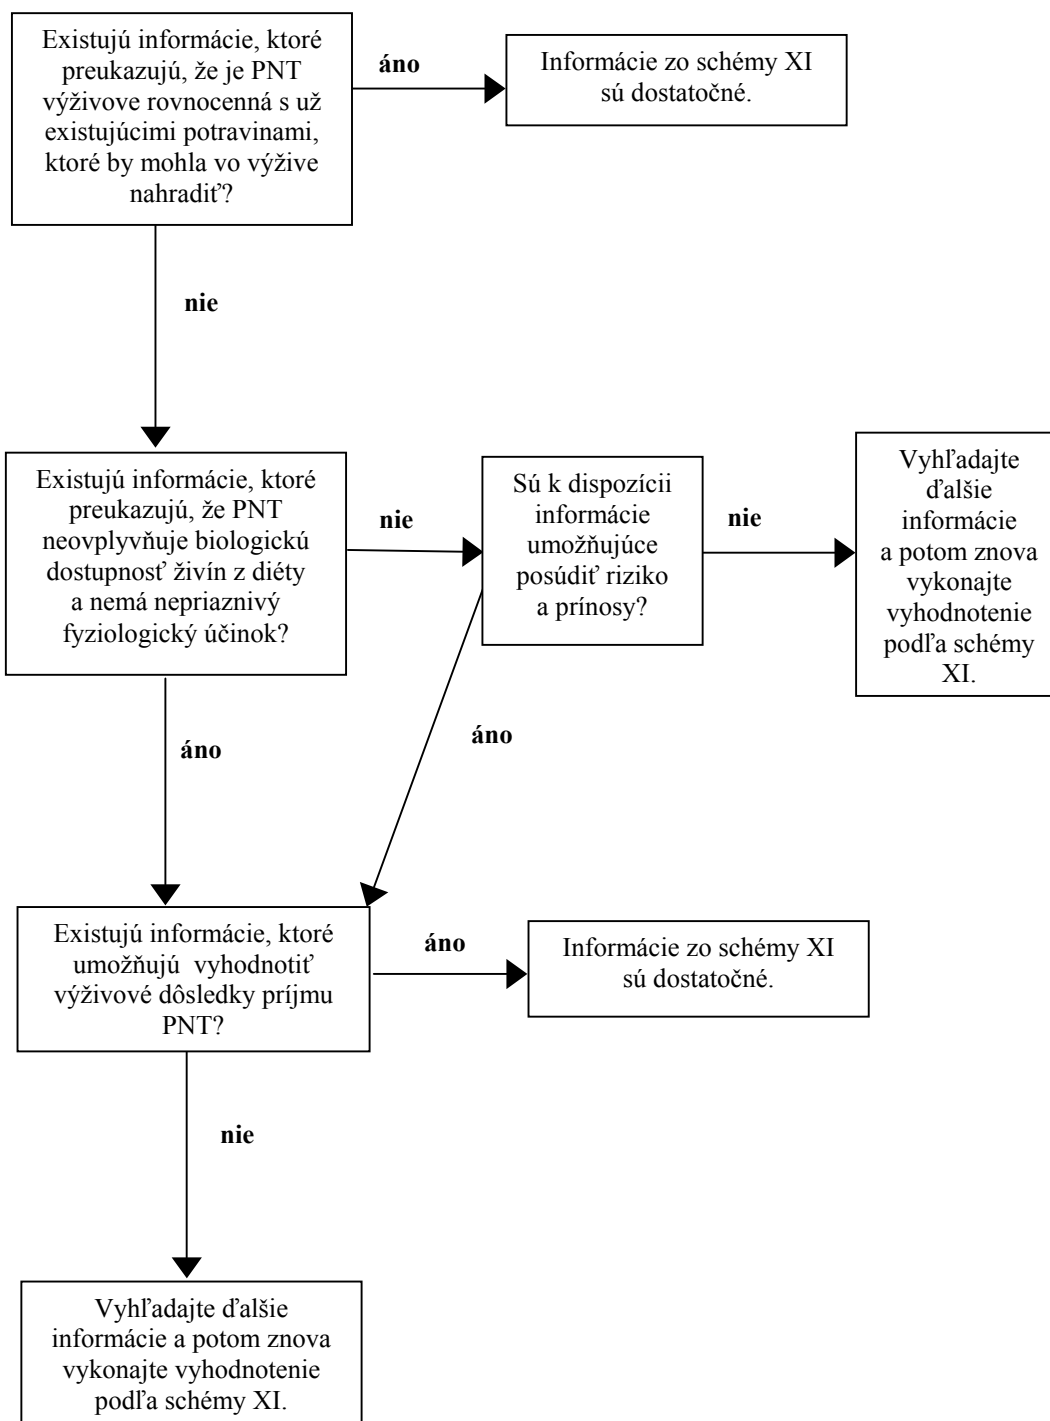 Existujú informácie, ktoré
preukazujú, že je PNT
výživove rovnocenná s už
existujúcimi potravinami,
ktoré by mohla vo výžive
nahradiť?
áno
Informácie zo schémy XI
sú dostatočné.
nie
Existujú informácie, ktoré
preukazujú, že PNT
neovplyvňuje biologickú
dostupnosť živín z diéty
a nemá nepriaznivý
fyziologický účinok?
nie
Sú k dispozícii
informácie
umožňujúce
posúdiť riziko
a prínosy?
nie
Vyhľadajte
ďalšie
informácie
a potom znova
vykonajte
vyhodnotenie
podľa schémy
XI.
áno
áno
Existujú informácie, ktoré
umožňujú  vyhodnotiť
výživové dôsledky príjmu
PNT?
áno
Informácie zo schémy XI
sú dostatočné.
nie
Vyhľadajte ďalšie
informácie a potom znova
vykonajte vyhodnotenie
podľa schémy XI.